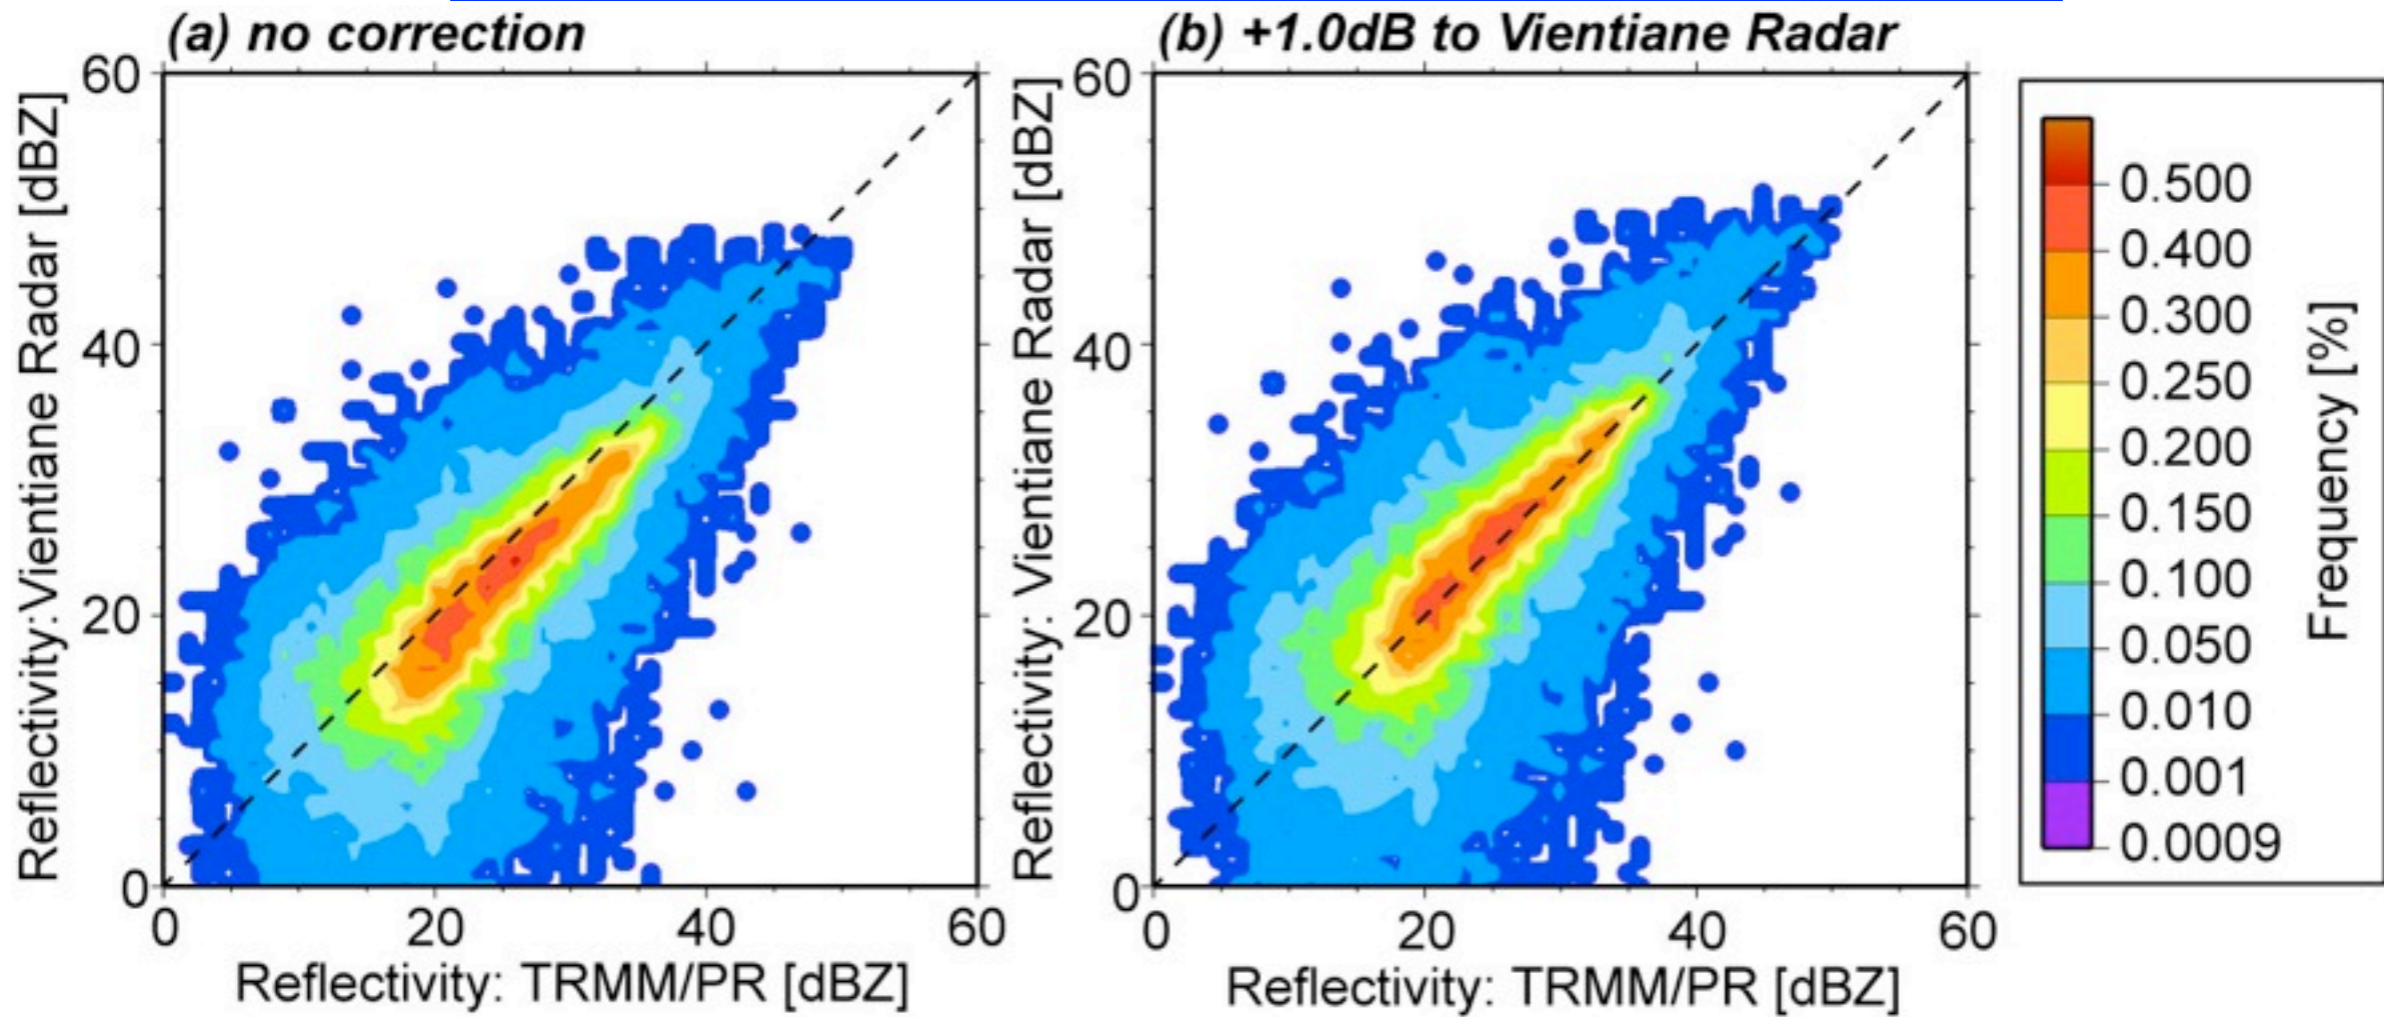 (a) no correction
60
40
20
0
0 20 40 60
Reflectivity:Vientiane Radar [dBZ]
Reflectivity: TRMM/PR [dBZ]
(b) +1.0dB to Vientiane Radar
60
40
20
0
0 20 40 60
Reflectivity: Vientiane Radar [dBZ]
Reflectivity: TRMM/PR [dBZ]
0.500
0.400
0.300
0.250
0.200
0.150
0.100
0.050
0.010
0.001
0.0009
Frequency [%]